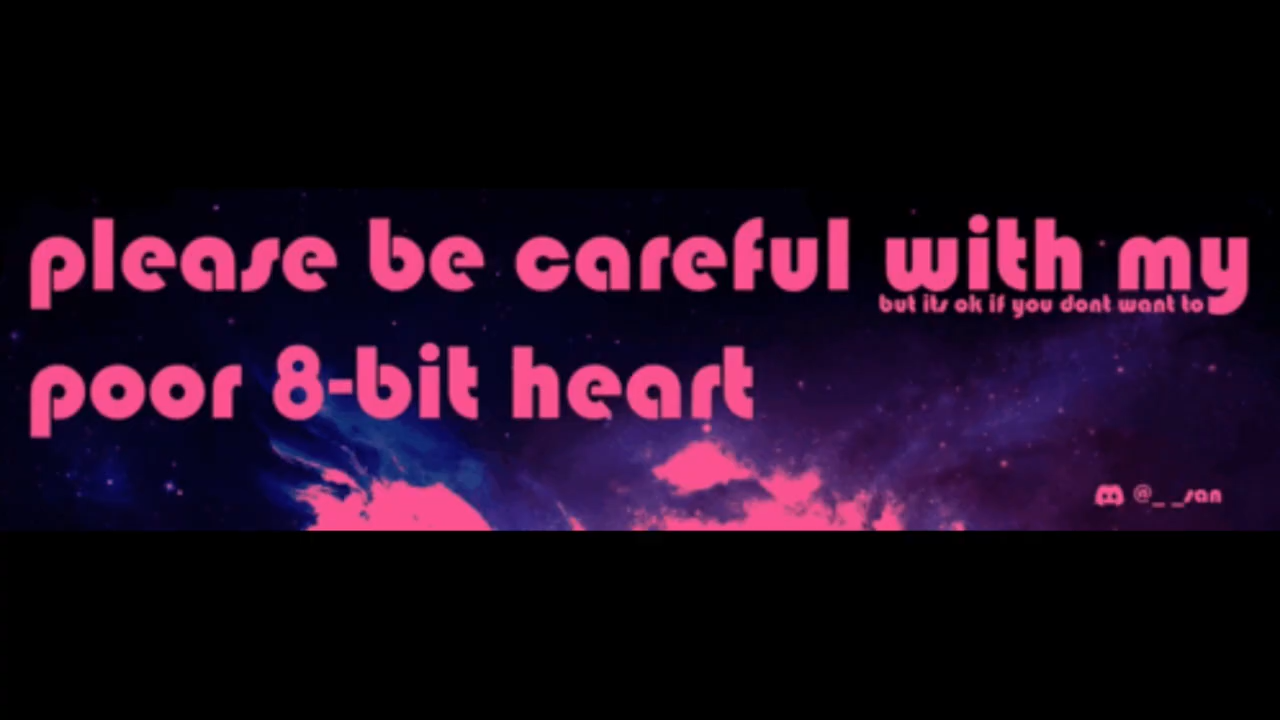 please be careful with my
but its ok if you dont want to
poor 8-bit heart
@_ _san